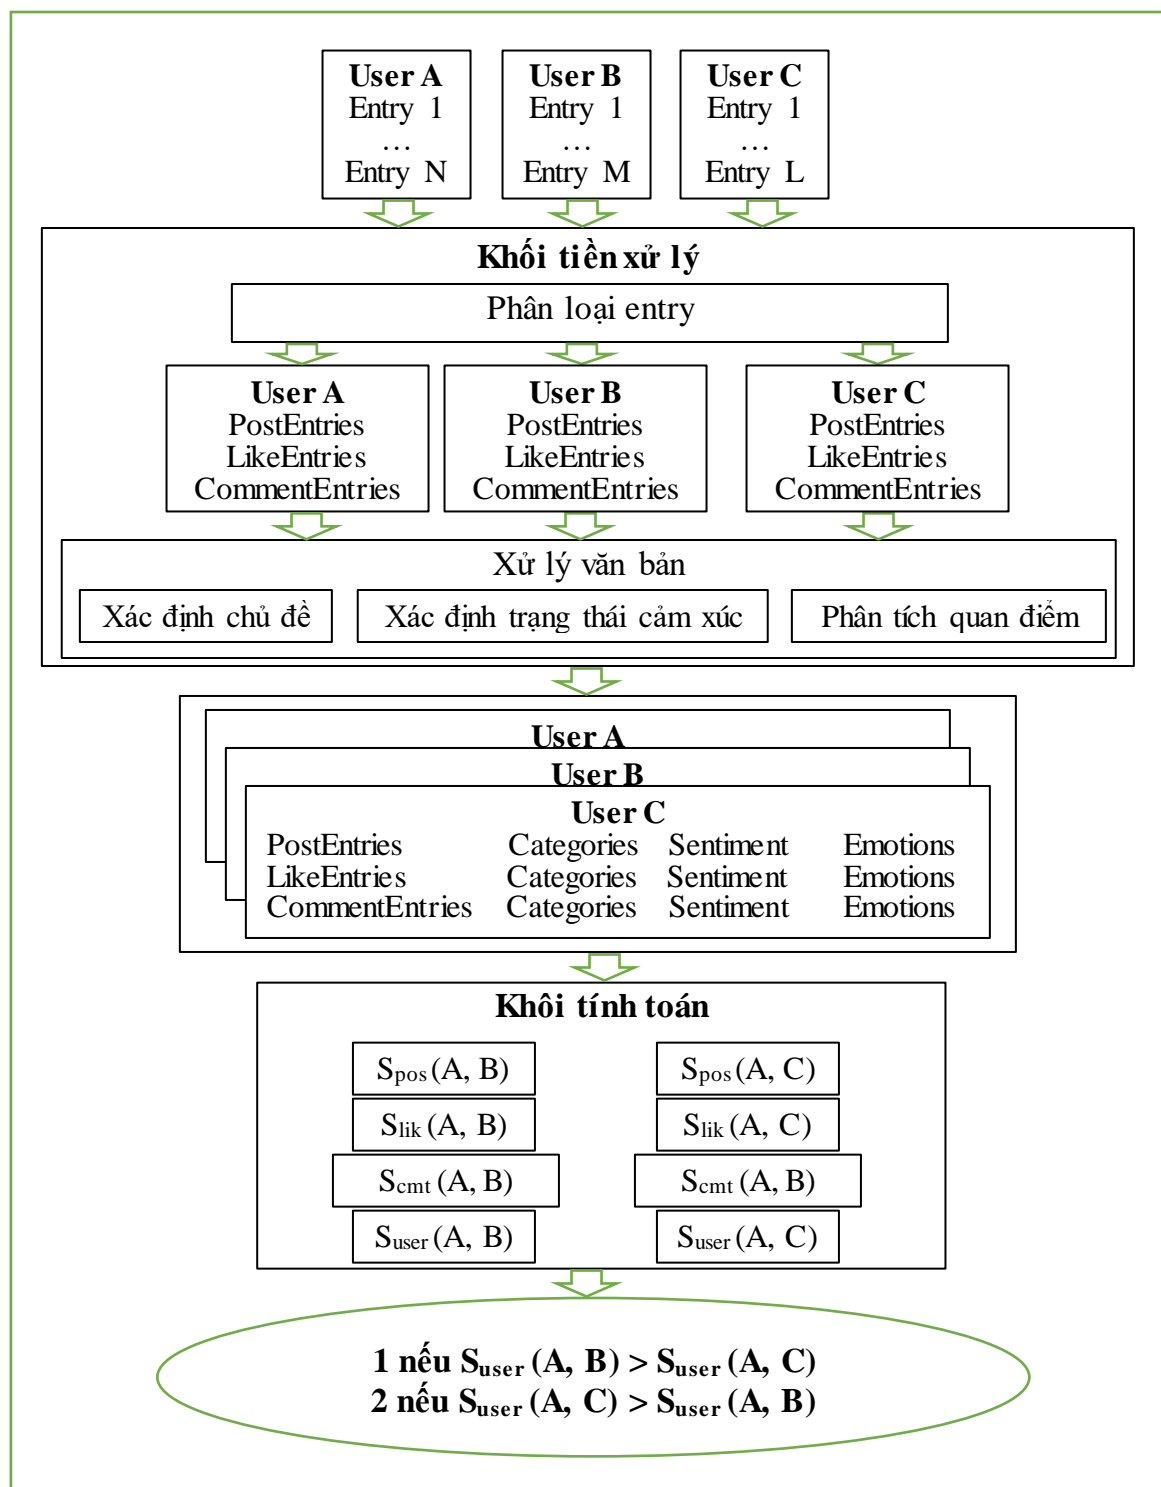 User A
Entry 1
…
Entry N
User B
Entry 1
…
Entry M
User C
Entry 1
…
Entry L
Khối tiền xử lý
Phân loại entry
User A
PostEntries
LikeEntries
CommentEntries
User B
PostEntries
LikeEntries
CommentEntries
User C
PostEntries
LikeEntries
CommentEntries
Xử lý văn bản
Xác định chủ đề
Xác định trạng thái cảm xúc
Phân tích quan điểm
User A
User B
User C
PostEntries Categories Sentiment Emotions
LikeEntries Categories Sentiment Emotions
CommentEntries Categories Sentiment Emotions
Khôi tính toán
Spos (A, B)
Slik (A, B)
Scmt (A, B)
Suser (A, B)
Spos (A, C)
Slik (A, C)
Scmt (A, B)
Suser (A, C)
1 nếu Suser (A, B) > Suser (A, C)
2 nếu Suser (A, C) > Suser (A, B)